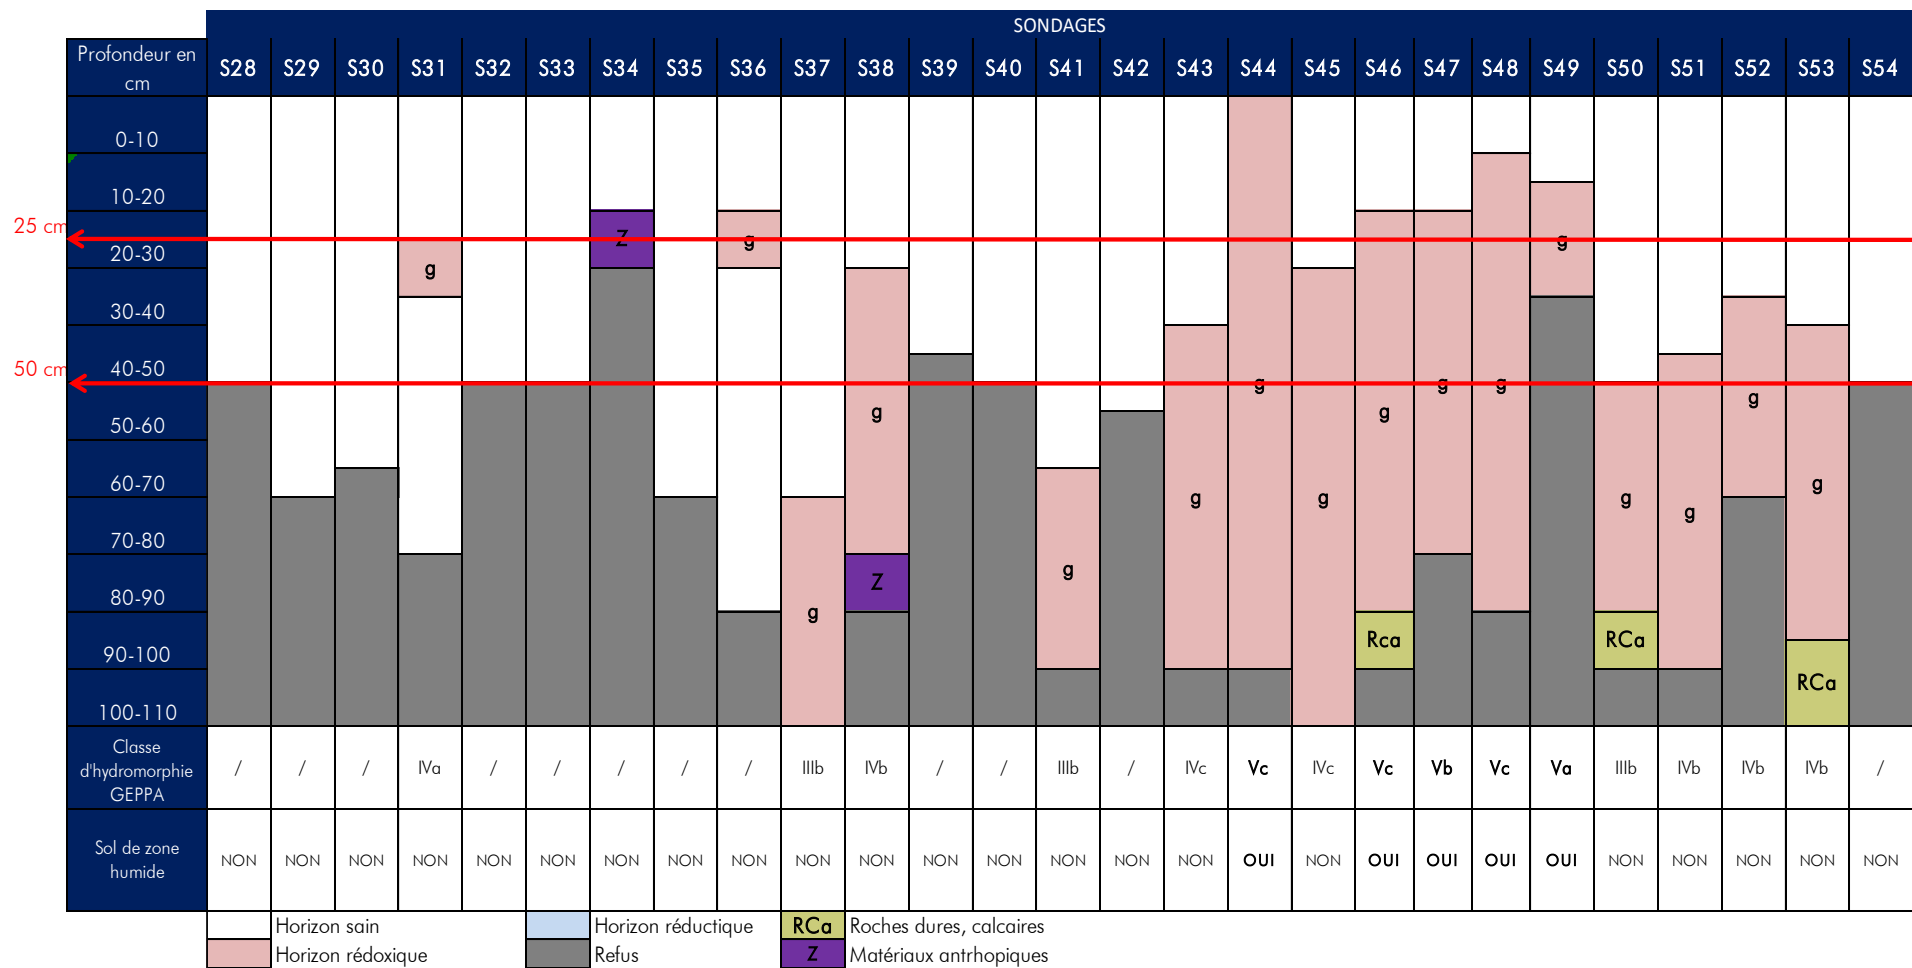 SONDAGES
Profondeur en cm S28 S29 S30 S31 S32 S33 S34 S35 S36 S37 S38 S39 S40 S41 S42 S43 S44 S45 S46 S47 S48 S49 S50 S51 S52 S53 S54
0-10
10-20
25 cm
Z g g
20-30
g
30-40
50 cm
40-50
g g g
g
g g
50-60
60-70
g
g g g
g
70-80
g
Z
80-90
g
Rca RCa
90-100
RCa
100-110
Classe d'hydromorphie GEPPA / / / IVa / / / / / IIIb IVb / / IIIb / IVc Vc IVc Vc Vb Vc Va IIIb IVb IVb IVb /
Sol de zone humide NON NON NON NON NON NON NON NON NON NON NON NON NON NON NON NON OUI NON OUI OUI OUI OUI NON NON NON NON NON
Horizon sain Horizon réductique RCa Roches dures, calcaires
Horizon rédoxique Refus Z Matériaux antrhopiques